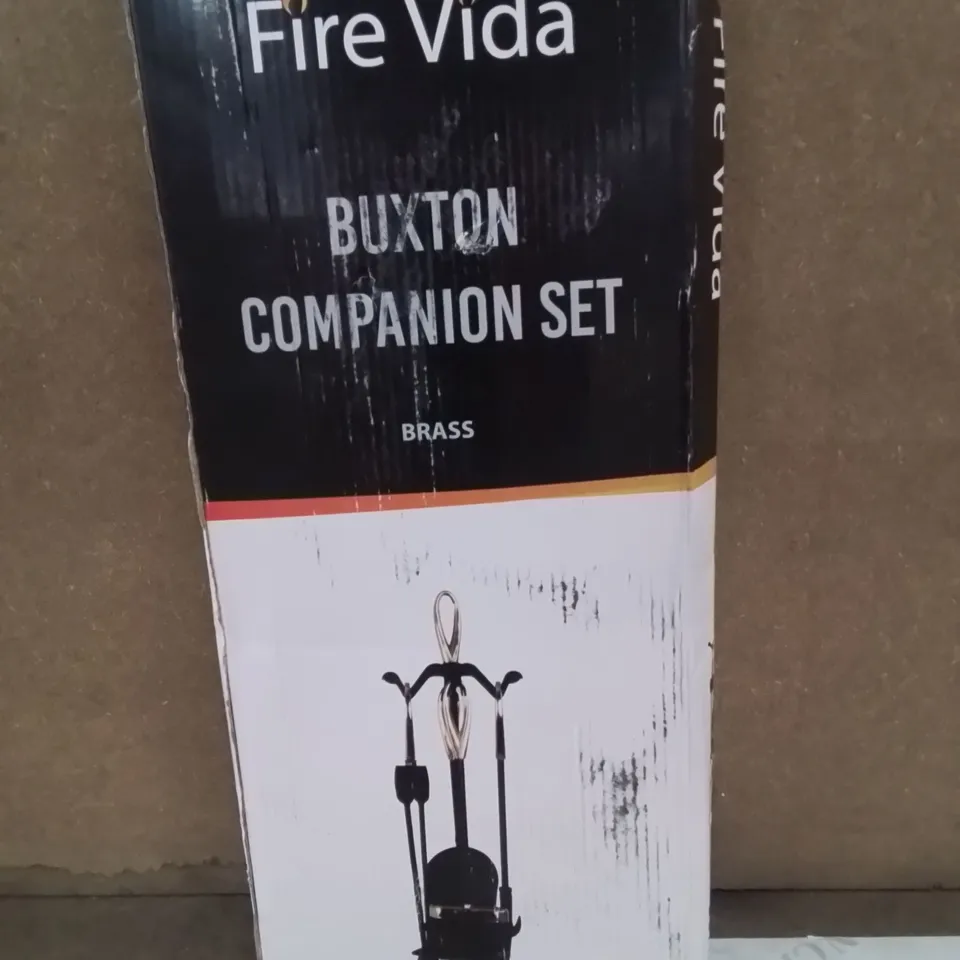 Fire Vida
BUXTON
COMPANION SET
BRASS
Fire Vida